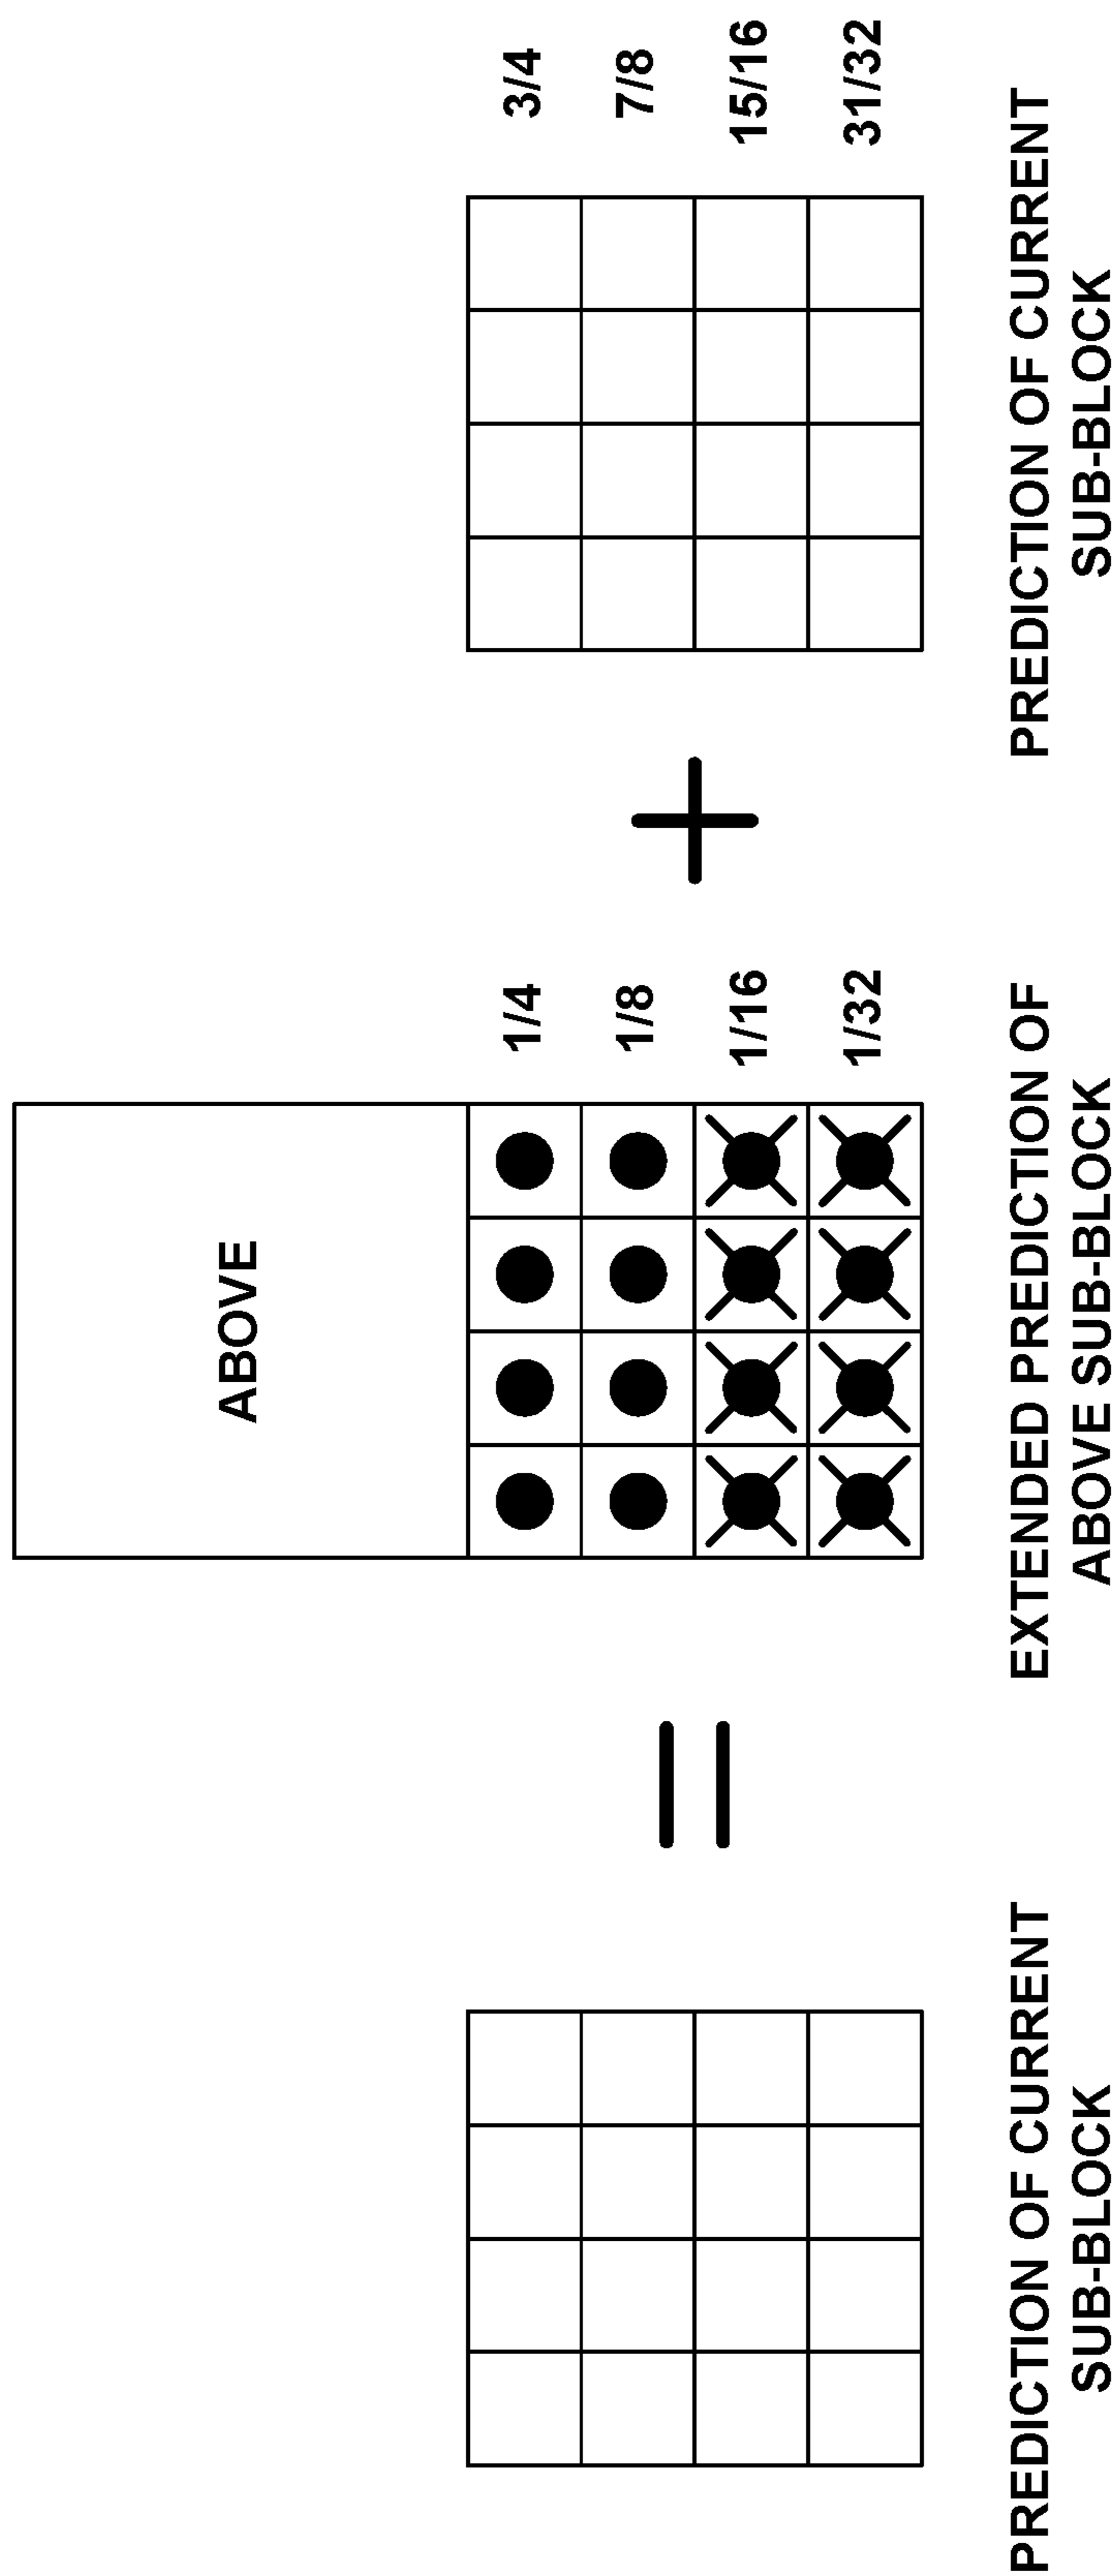 ABOVE
1/4
3/4
1/8
7/8
1/16
15/16
1/32
31/32
PREDICTION OF CURRENT
SUB-BLOCK
EXTENDED PREDICTION OF
ABOVE SUB-BLOCK
PREDICTION OF CURRENT
SUB-BLOCK